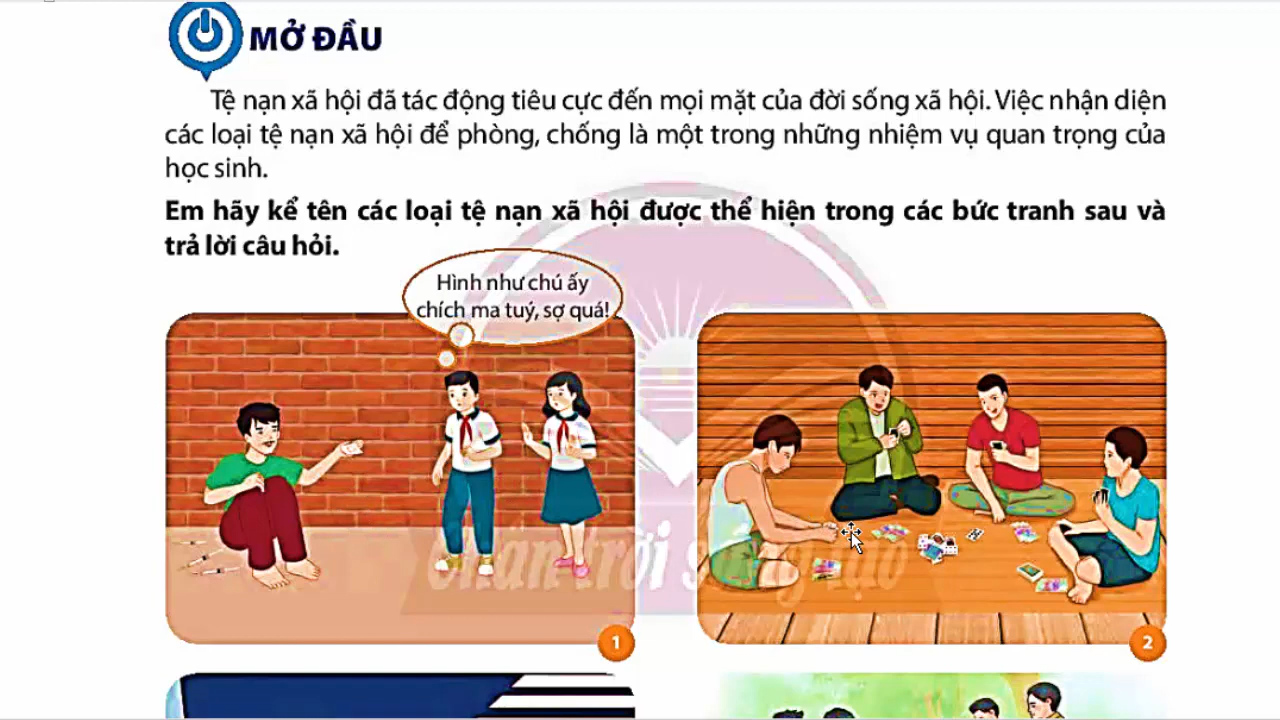 MỞ ĐẦU
Tệ nạn xã hội đã tác động tiêu cực đến mọi mặt của đời sống xã hội. Việc nhận diện
các loại tệ nạn xã hội để phòng, chống là một trong những nhiệm vụ quan trọng của
học sinh.
Em hãy kể tên các loại tệ nạn xã hội được thể hiện trong các bức tranh sau và
trả lời câu hỏi.
Hình như chú ấy
chích ma tuý, sợ quá!
Chân trời sáng tạo
1
2